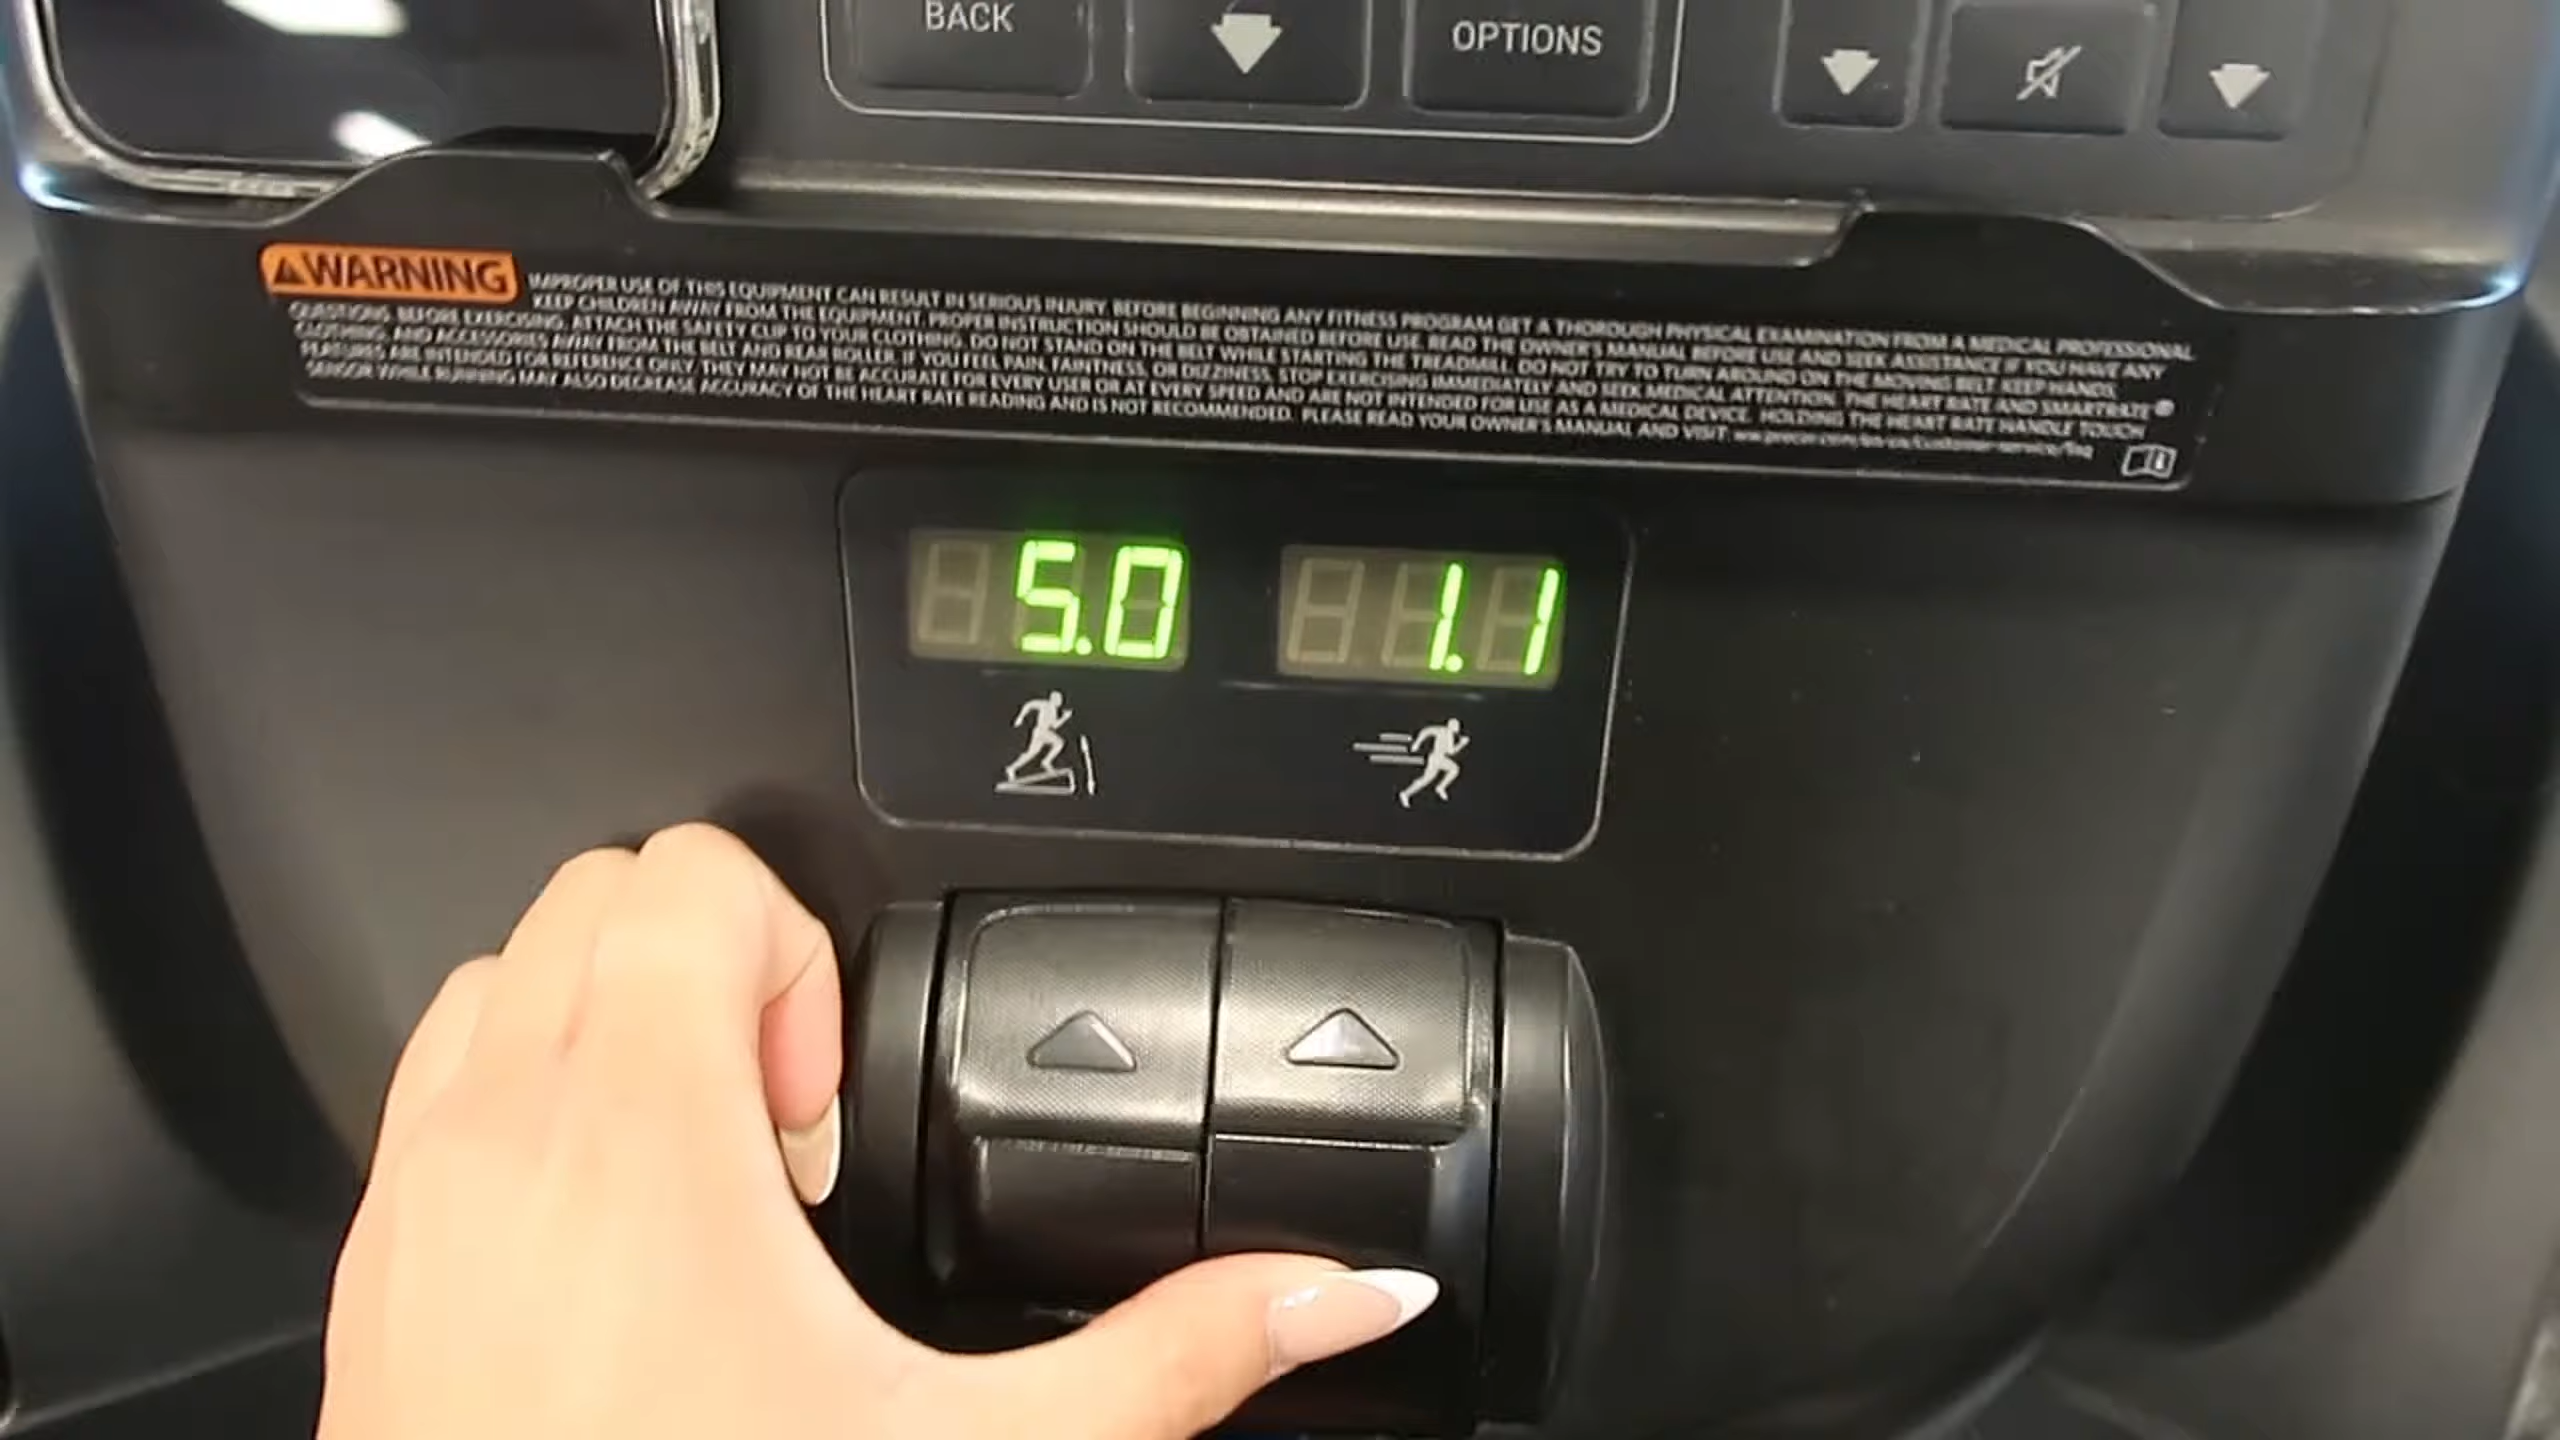 BACK
OPTIONS
WARNING IMPROPER USE OF THIS EQUIPMENT CAN RESULT IN SERIOUS INJURY. BEFORE BEGINNING ANY FITNESS PROGRAM GET A THOROUGH PHYSICAL EXAMINATION FROM A MEDICAL PROFESSIONAL
KEEP CHILDREN AWAY FROM THE EQUIPMENT. PROPER INSTRUCTION SHOULD BE OBTAINED BEFORE USE. READ THE OWNER'S MANUAL BEFORE USE AND SEEK ASSISTANCE IF YOU HAVE ANY
QUESTIONS. BEFORE EXERCISING, ATTACH THE SAFETY CLIP TO YOUR CLOTHING. DO NOT STAND ON THE BELT WHILE STARTING THE TREADMILL. DO NOT TRY TO TURN AROUND ON THE MOVING BELT. KEEP HANDS,
CLOTHING, AND ACCESSORIES AWAY FROM THE BELT AND REAR ROLLER. IF YOU FEEL PAIN, FAINTNESS, OR DIZZINESS, STOP EXERCISING IMMEDIATELY AND SEEK MEDICAL ATTENTION. THE HEART RATE AND SMARTRATE®
FEATURES ARE INTENDED FOR REFERENCE ONLY. THEY MAY NOT BE ACCURATE FOR EVERY USER OR AT EVERY SPEED AND ARE NOT INTENDED FOR USE AS A MEDICAL DEVICE. HOLDING THE HEART RATE HANDLE TOUCH
SENSOR WHILE RUNNING MAY ALSO DECREASE ACCURACY OF THE HEART RATE READING AND IS NOT RECOMMENDED. PLEASE READ YOUR OWNER'S MANUAL AND VISIT:
5.0 1.1